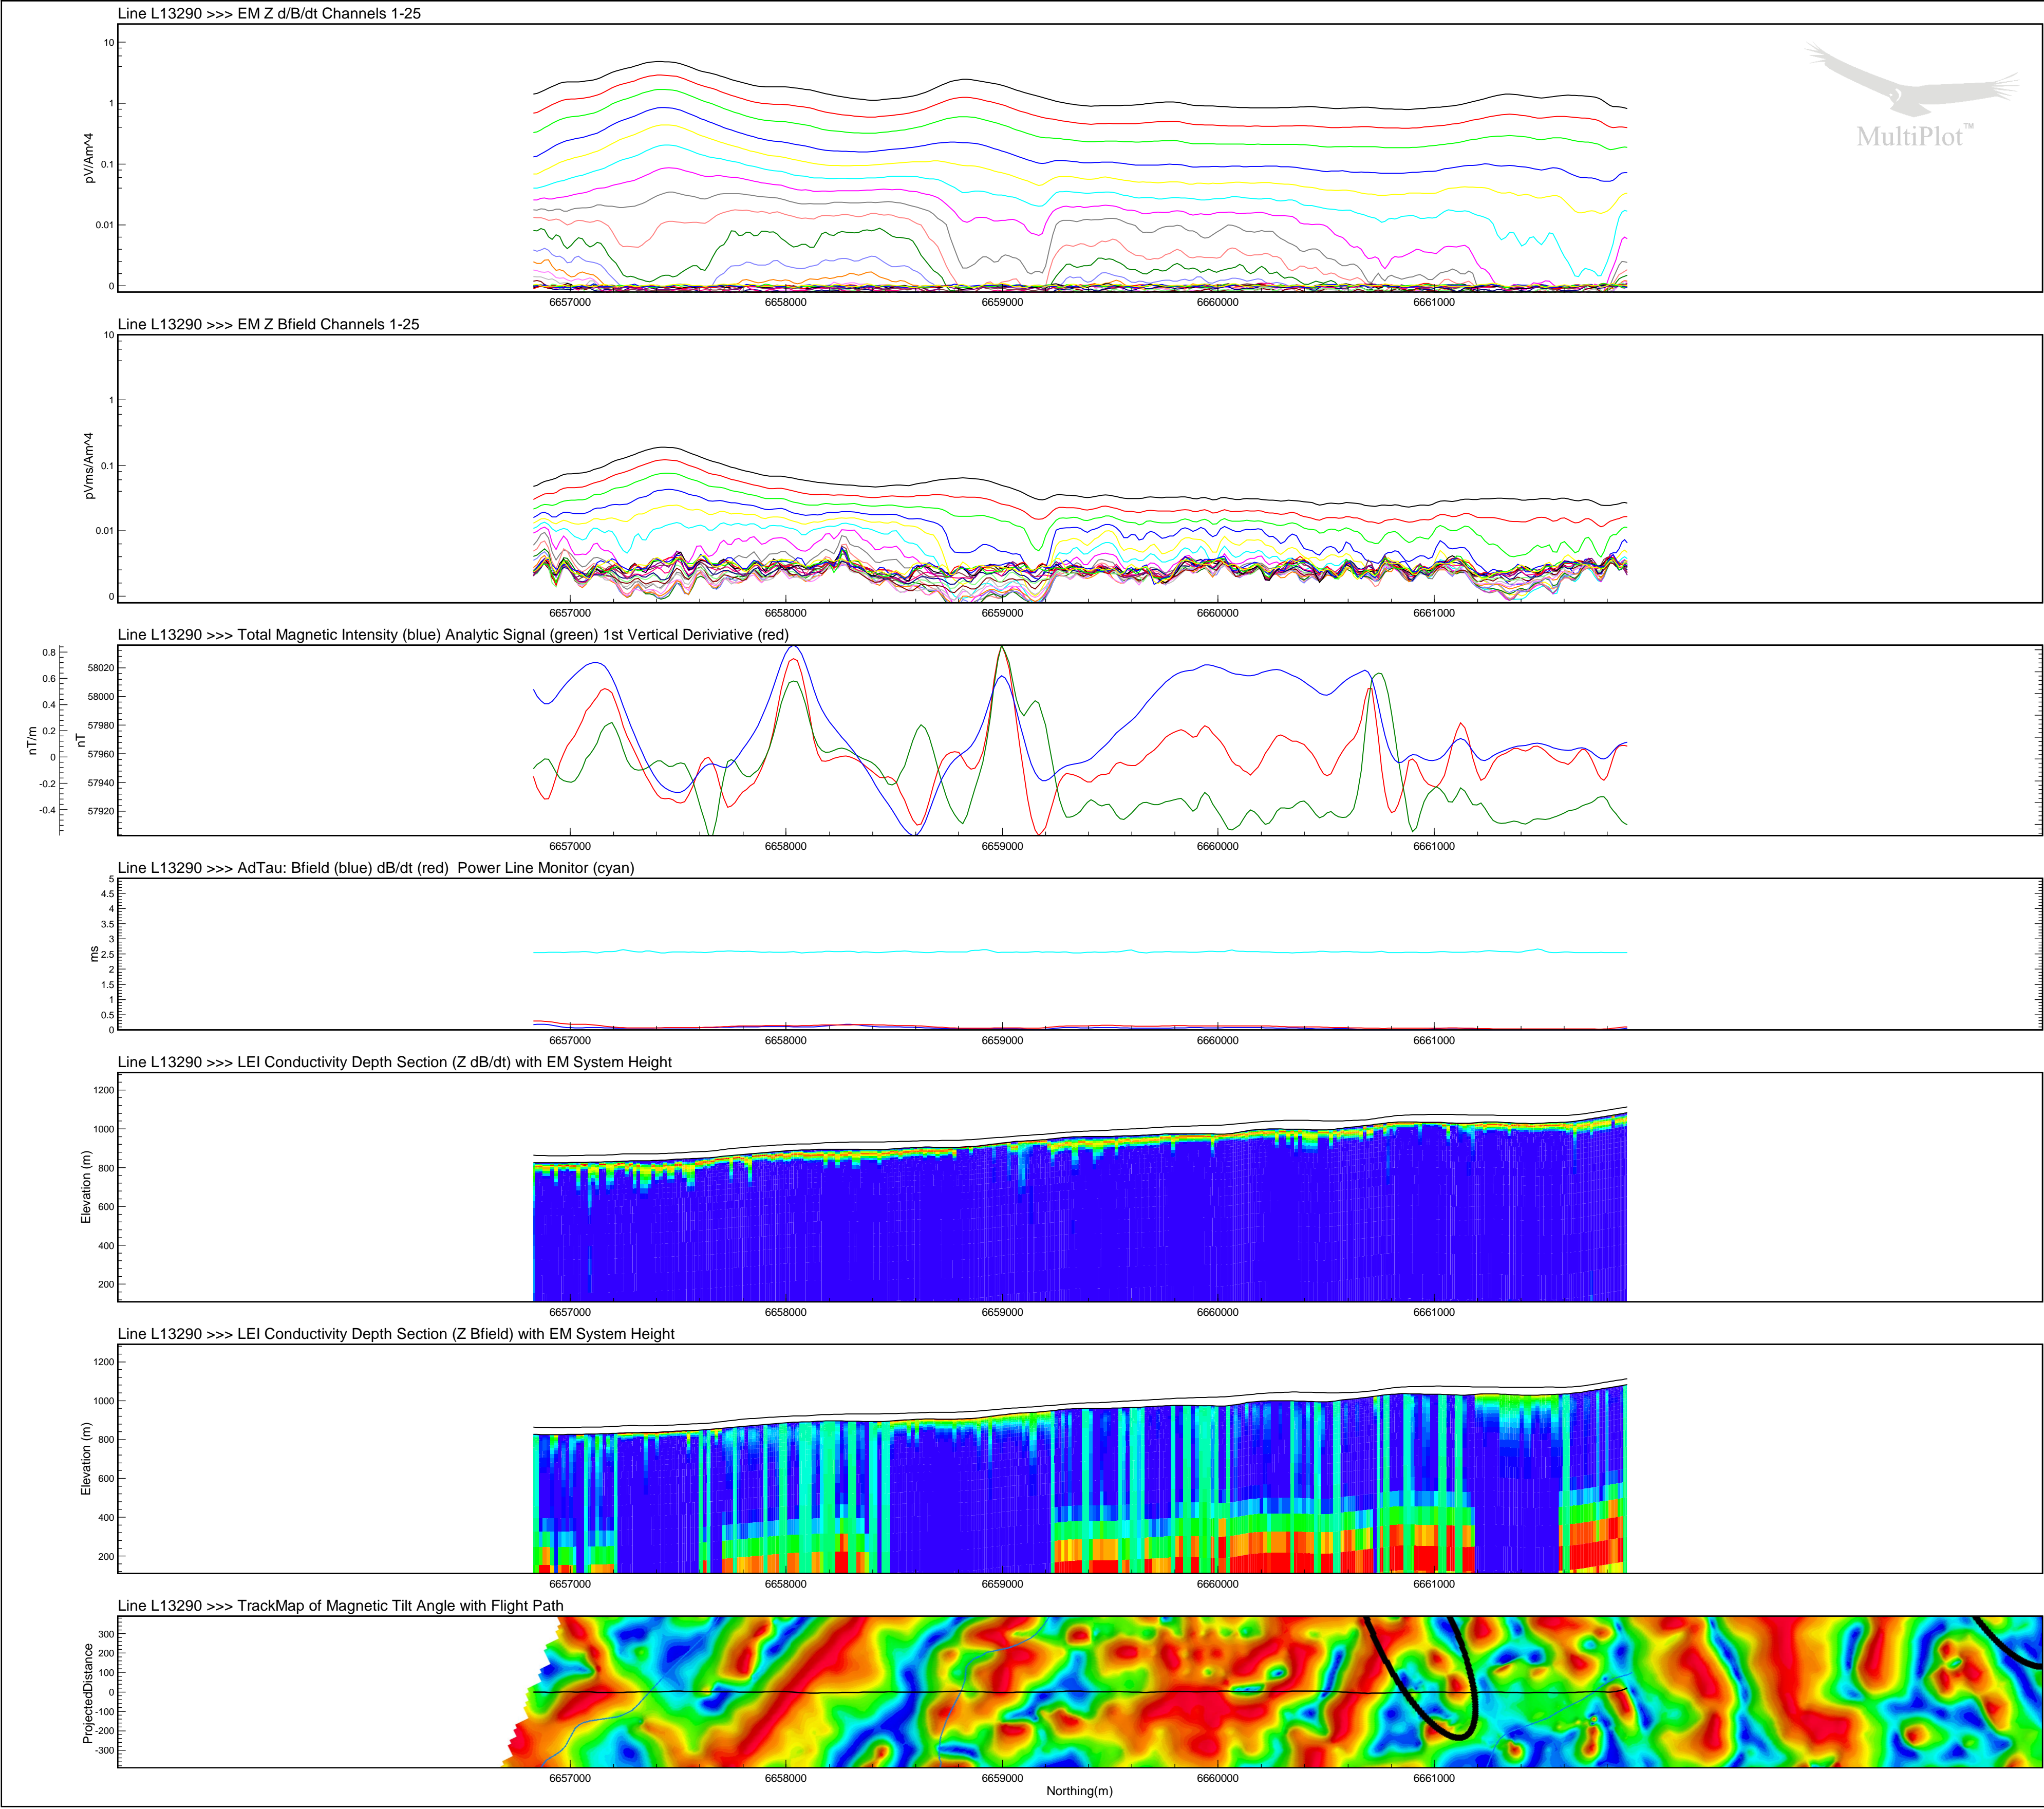 Line L13290 >>> EM Z d/B/dt Channels 1-25
10
1
0.1
0.01
0
pV/Am^4
MultiPlot™
6657000 6658000 6659000 6660000 6661000
Line L13290 >>> EM Z Bfield Channels 1-25
10
1
0.1
0.01
0
pVms/Am^4
6657000 6658000 6659000 6660000 6661000
Line L13290 >>> Total Magnetic Intensity (blue) Analytic Signal (green) 1st Vertical Deriviative (red)
0.8
0.6
0.4
0.2
0
-0.2
-0.4
nT/m
58020
58000
57980
57960
57940
57920
nT
6657000 6658000 6659000 6660000 6661000
Line L13290 >>> AdTau: Bfield (blue) dB/dt (red) Power Line Monitor (cyan)
5
4.5
4
3.5
3
2.5
2
1.5
1
0.5
0
ms
6657000 6658000 6659000 6660000 6661000
Line L13290 >>> LEI Conductivity Depth Section (Z dB/dt) with EM System Height
1200
1000
800
600
400
200
Elevation (m)
6657000 6658000 6659000 6660000 6661000
Line L13290 >>> LEI Conductivity Depth Section (Z Bfield) with EM System Height
1200
1000
800
600
400
200
Elevation (m)
6657000 6658000 6659000 6660000 6661000
Line L13290 >>> TrackMap of Magnetic Tilt Angle with Flight Path
300
200
100
0
-100
-200
-300
ProjectedDistance
6657000 6658000 6659000 6660000 6661000
Northing(m)